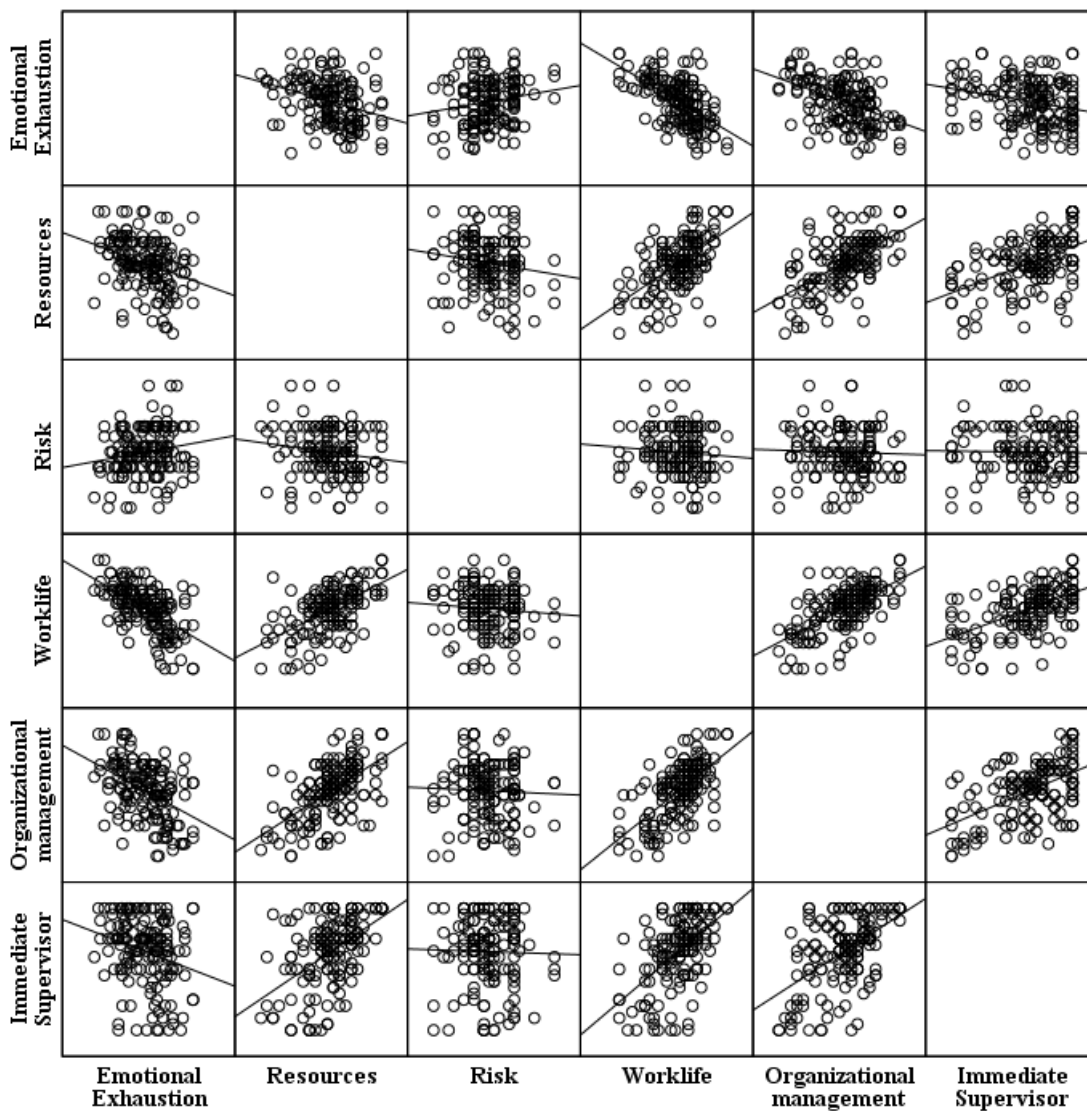 Emotional
Exhaustion
Resources
Risk
Worklife
Organizational
management
Immediate
Supervisor
Emotional
Exhaustion
Resources
Risk
Worklife
Organizational
management
Immediate
Supervisor